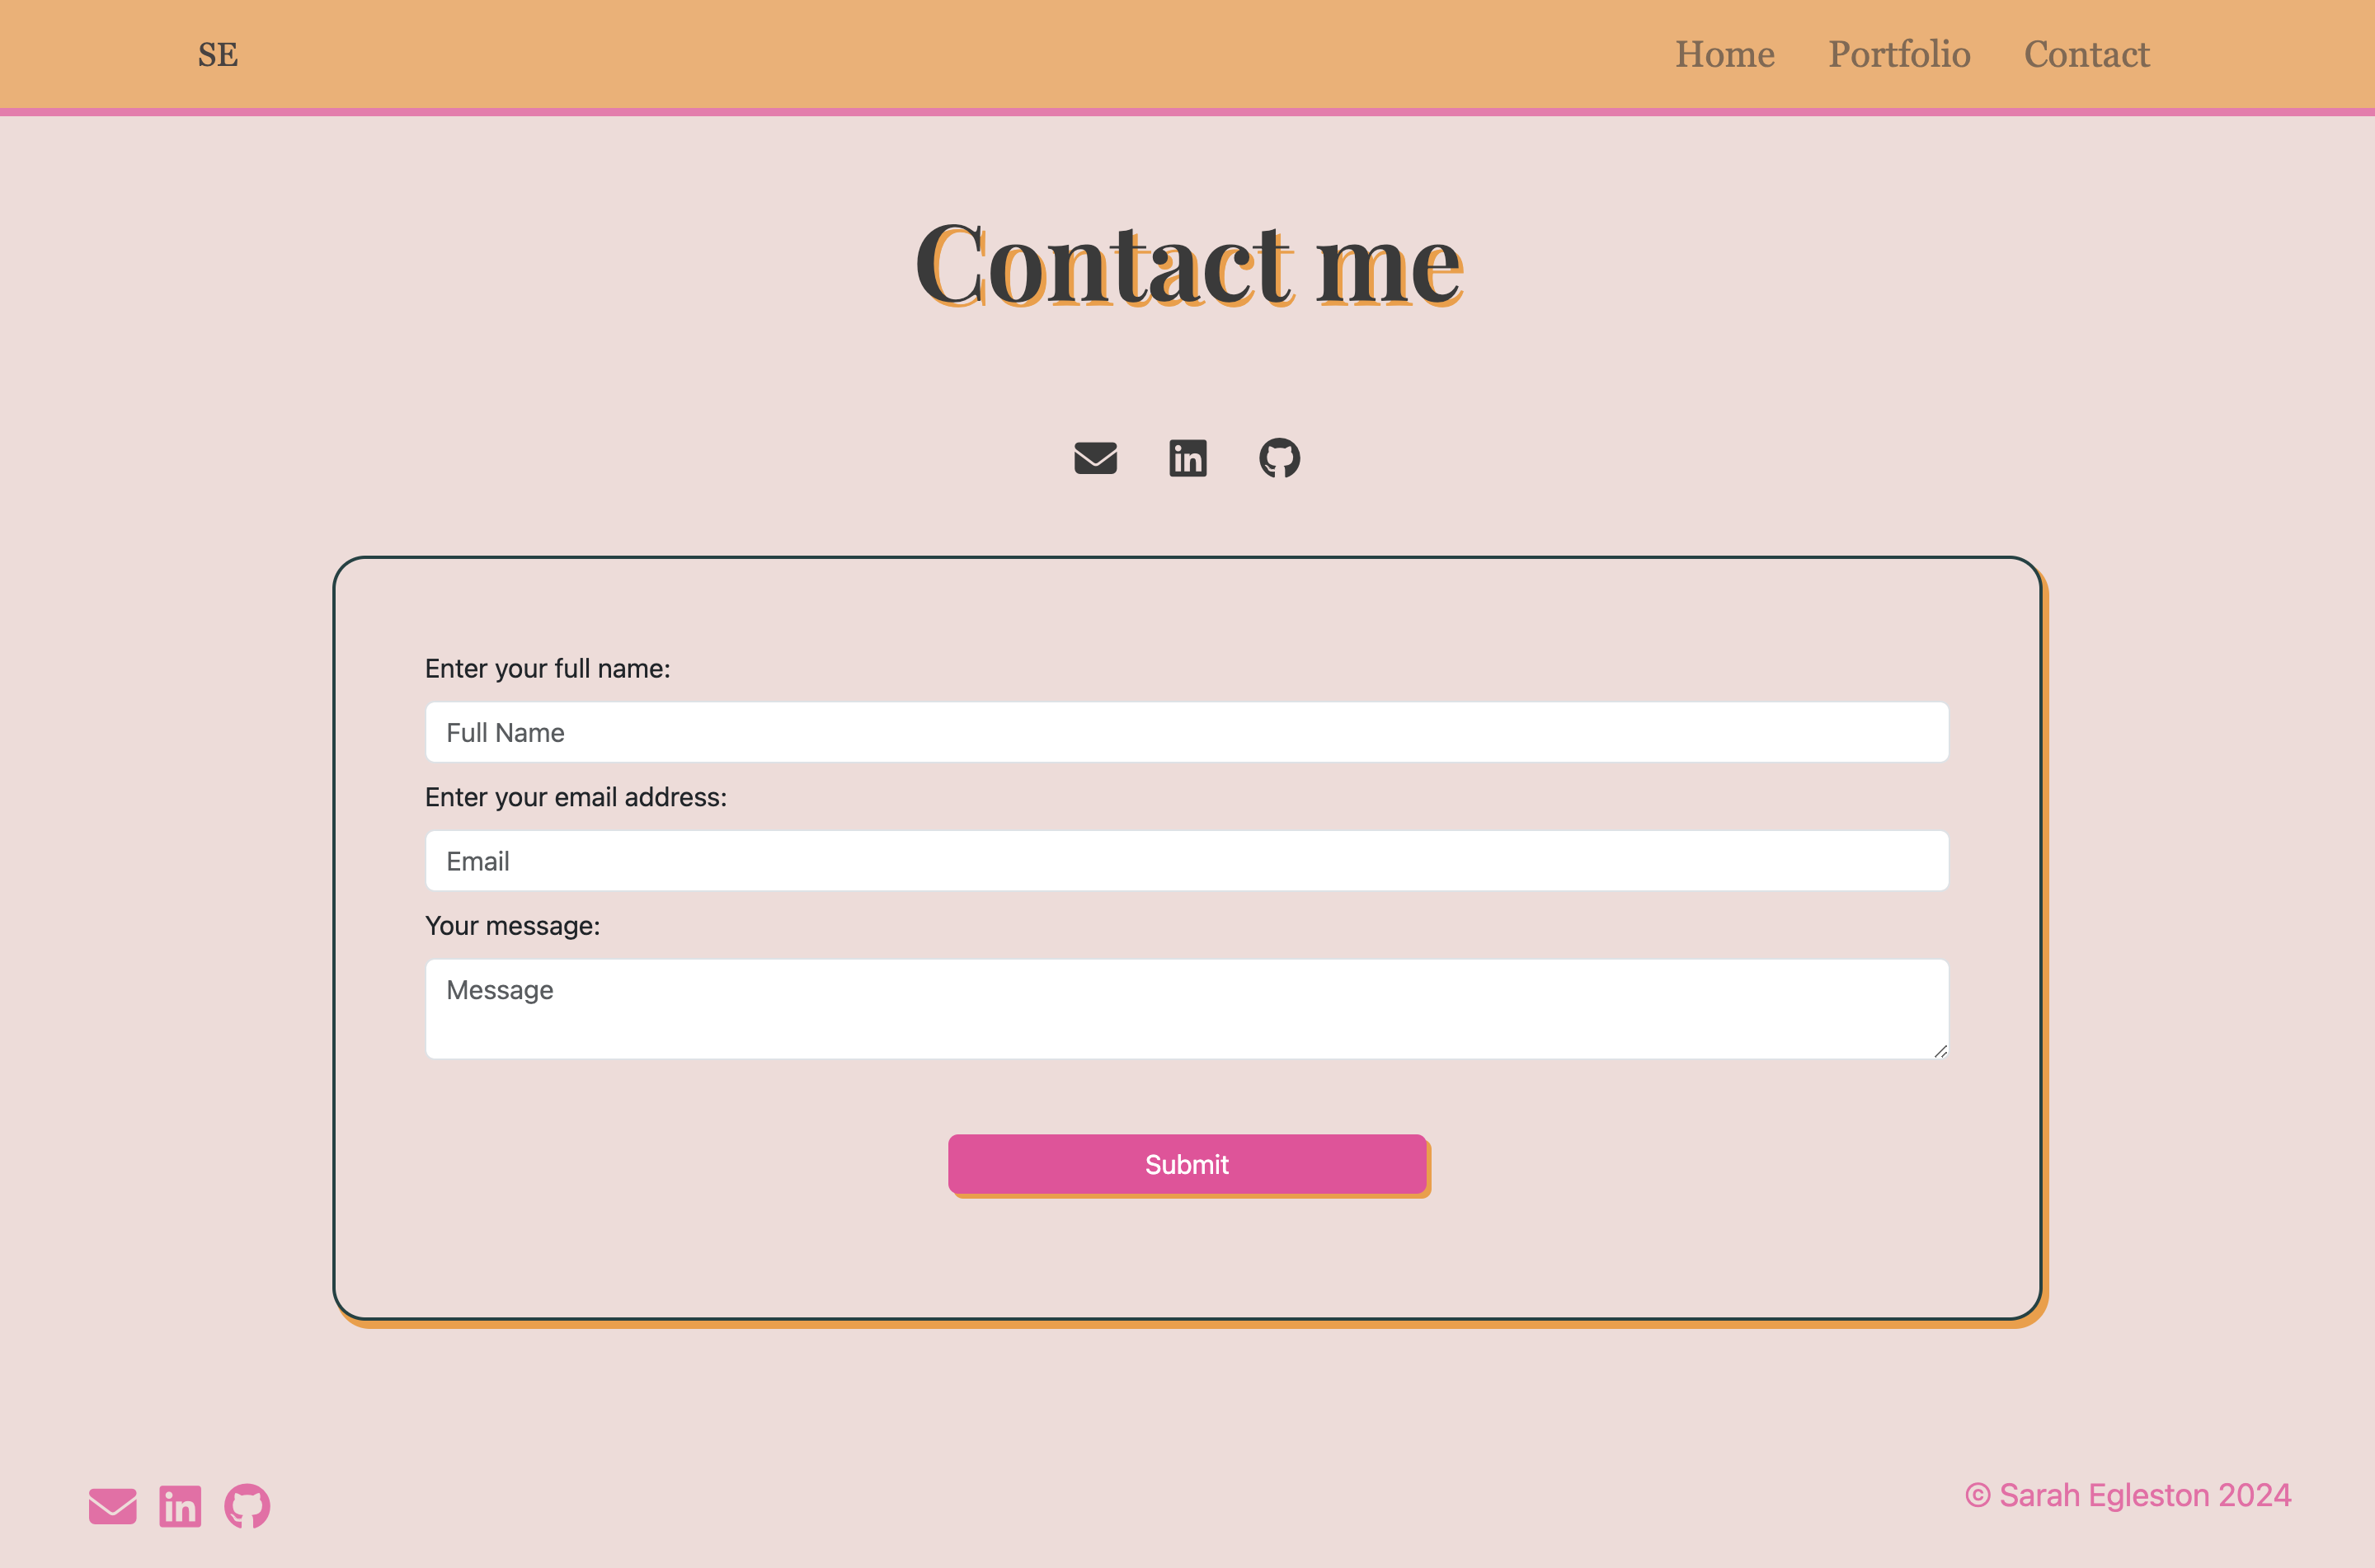 SE
Home Portfolio Contact
Contact me
Enter your full name:
Full Name
Enter your email address:
Email
Your message:
Message
Submit
© Sarah Egleston 2024